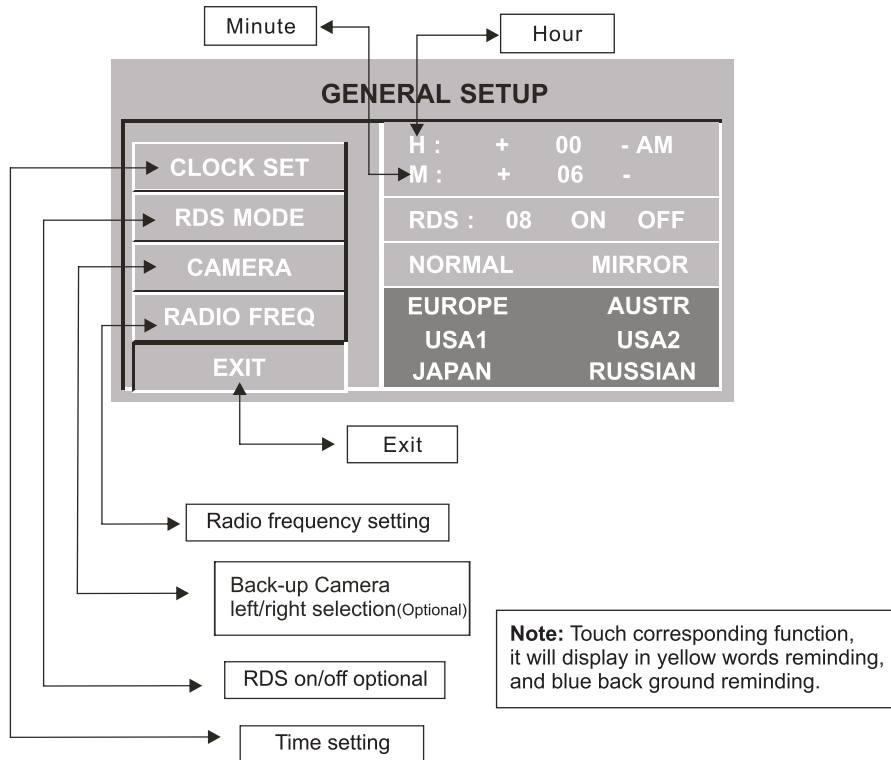 Minute
Hour
GENERAL SETUP
CLOCK SET
RDS MODE
CAMERA
RADIO FREQ
EXIT
H : + 00 - AM
M : + 06 -
RDS : 08 ON OFF
NORMAL MIRROR
EUROPE AUSTR
USA1 USA2
JAPAN RUSSIAN
Exit
Radio frequency setting
Back-up Camera
left/right selection(Optional)
RDS on/off optional
Time setting
Note: Touch corresponding function,
it will display in yellow words reminding,
and blue back ground reminding.